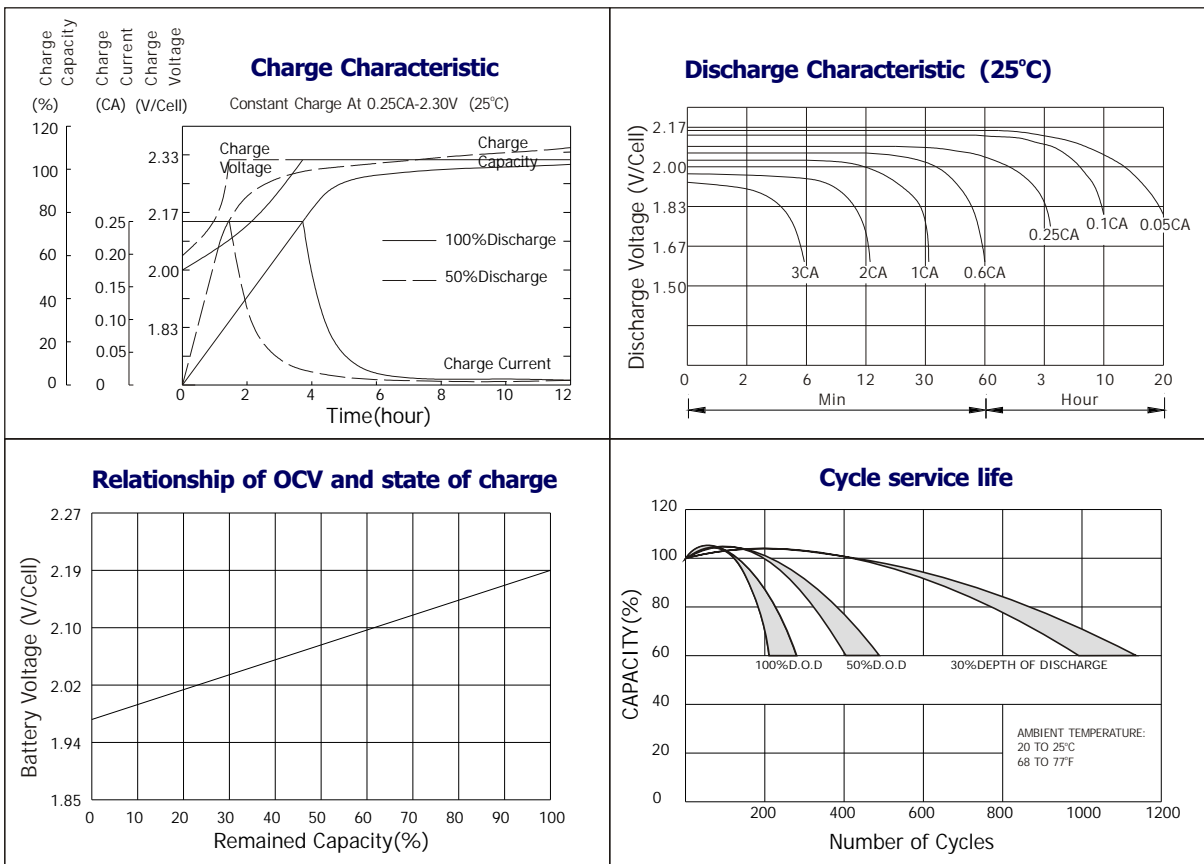 Charge Capacity
Charge Current
Charge Voltage
(%) (CA) (V/Cell)
Charge Characteristic
Constant Charge At 0.25CA-2.30V (25°C)
120
100
80
60
40
20
0
0.25
0.20
0.15
0.10
0.05
0
2.33
2.17
2.00
1.83
Charge Voltage
Charge Capacity
100%Discharge
50%Discharge
Charge Current
0 2 4 6 8 10 12
Time(hour)
Discharge Characteristic (25°C)
Discharge Voltage (V/Cell)
2.17
2.00
1.83
1.67
1.50
3CA 2CA 1CA 0.6CA 0.25CA 0.1CA 0.05CA
0 2 6 12 30 60 3 10 20
Min Hour
Relationship of OCV and state of charge
Battery Voltage (V/Cell)
2.27
2.19
2.10
2.02
1.94
1.85
0 10 20 30 40 50 60 70 80 90 100
Remained Capacity(%)
Cycle service life
CAPACITY(%)
120
100
80
60
40
20
0
100%D.O.D 50%D.O.D 30%DEPTH OF DISCHARGE
AMBIENT TEMPERATURE:
20 TO 25°C
68 TO 77°F
200 400 600 800 1000 1200
Number of Cycles